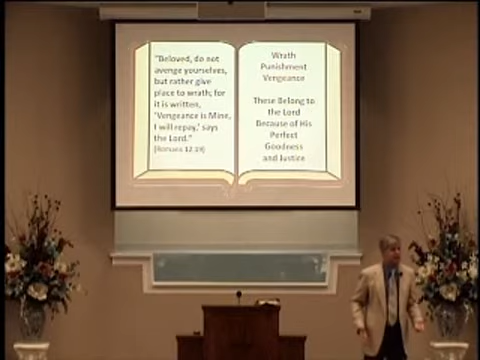 "Beloved, do not
avenge yourselves,
but rather give
place to wrath; for
it is written,
'Vengeance is Mine,
I will repay,' says
the Lord."
(Romans 12:19)
Wrath
Punishment
Vengeance
These Belong to
the Lord
Because of His
Perfect
Goodness
and Justice